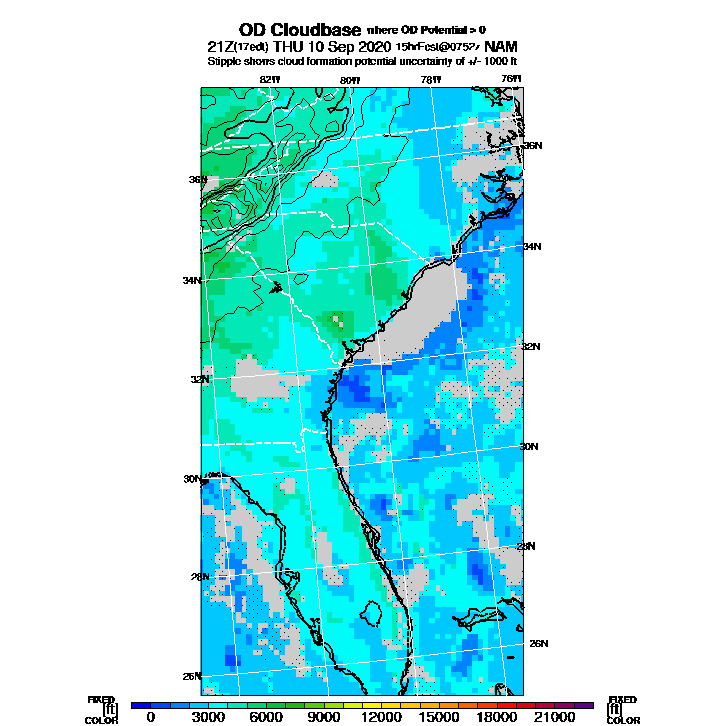 OD Cloudbase where OD Potential > 0
21Z(17edt) THU 10 Sep 2020 15hrFcst@0752z NAM
Stipple shows cloud formation potential uncertainty of +/- 1000 ft
82W 80W 78W 76W
36N
36N
34N
34N
32N
32N
30N
30N
28N
28N
26N
26N
FIXED FIXED
[ft] [ft]
COLOR COLOR
0 3000 6000 9000 12000 15000 18000 21000